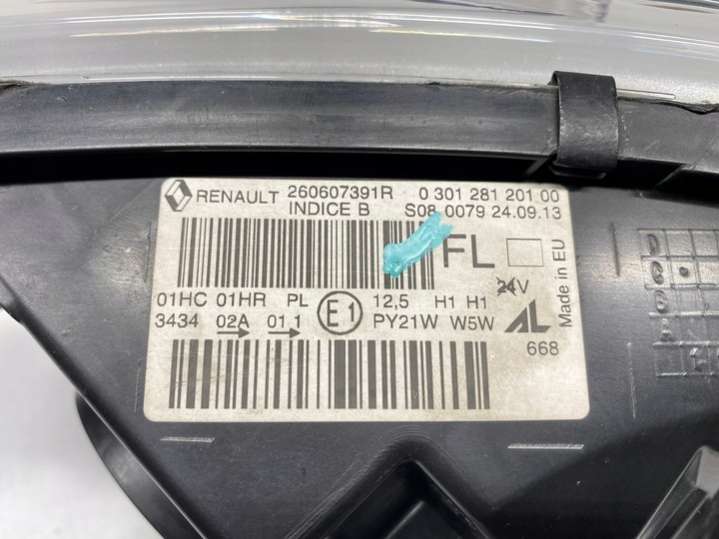 RENAULT 260607391R 0 301 281 201 00
INDICE B S08 0079 24.09.13
FL
01HC 01HR PL E1 12,5 H1 H1 24V
3434 02A 01.1 PY21W W5W AL
668
Made in EU